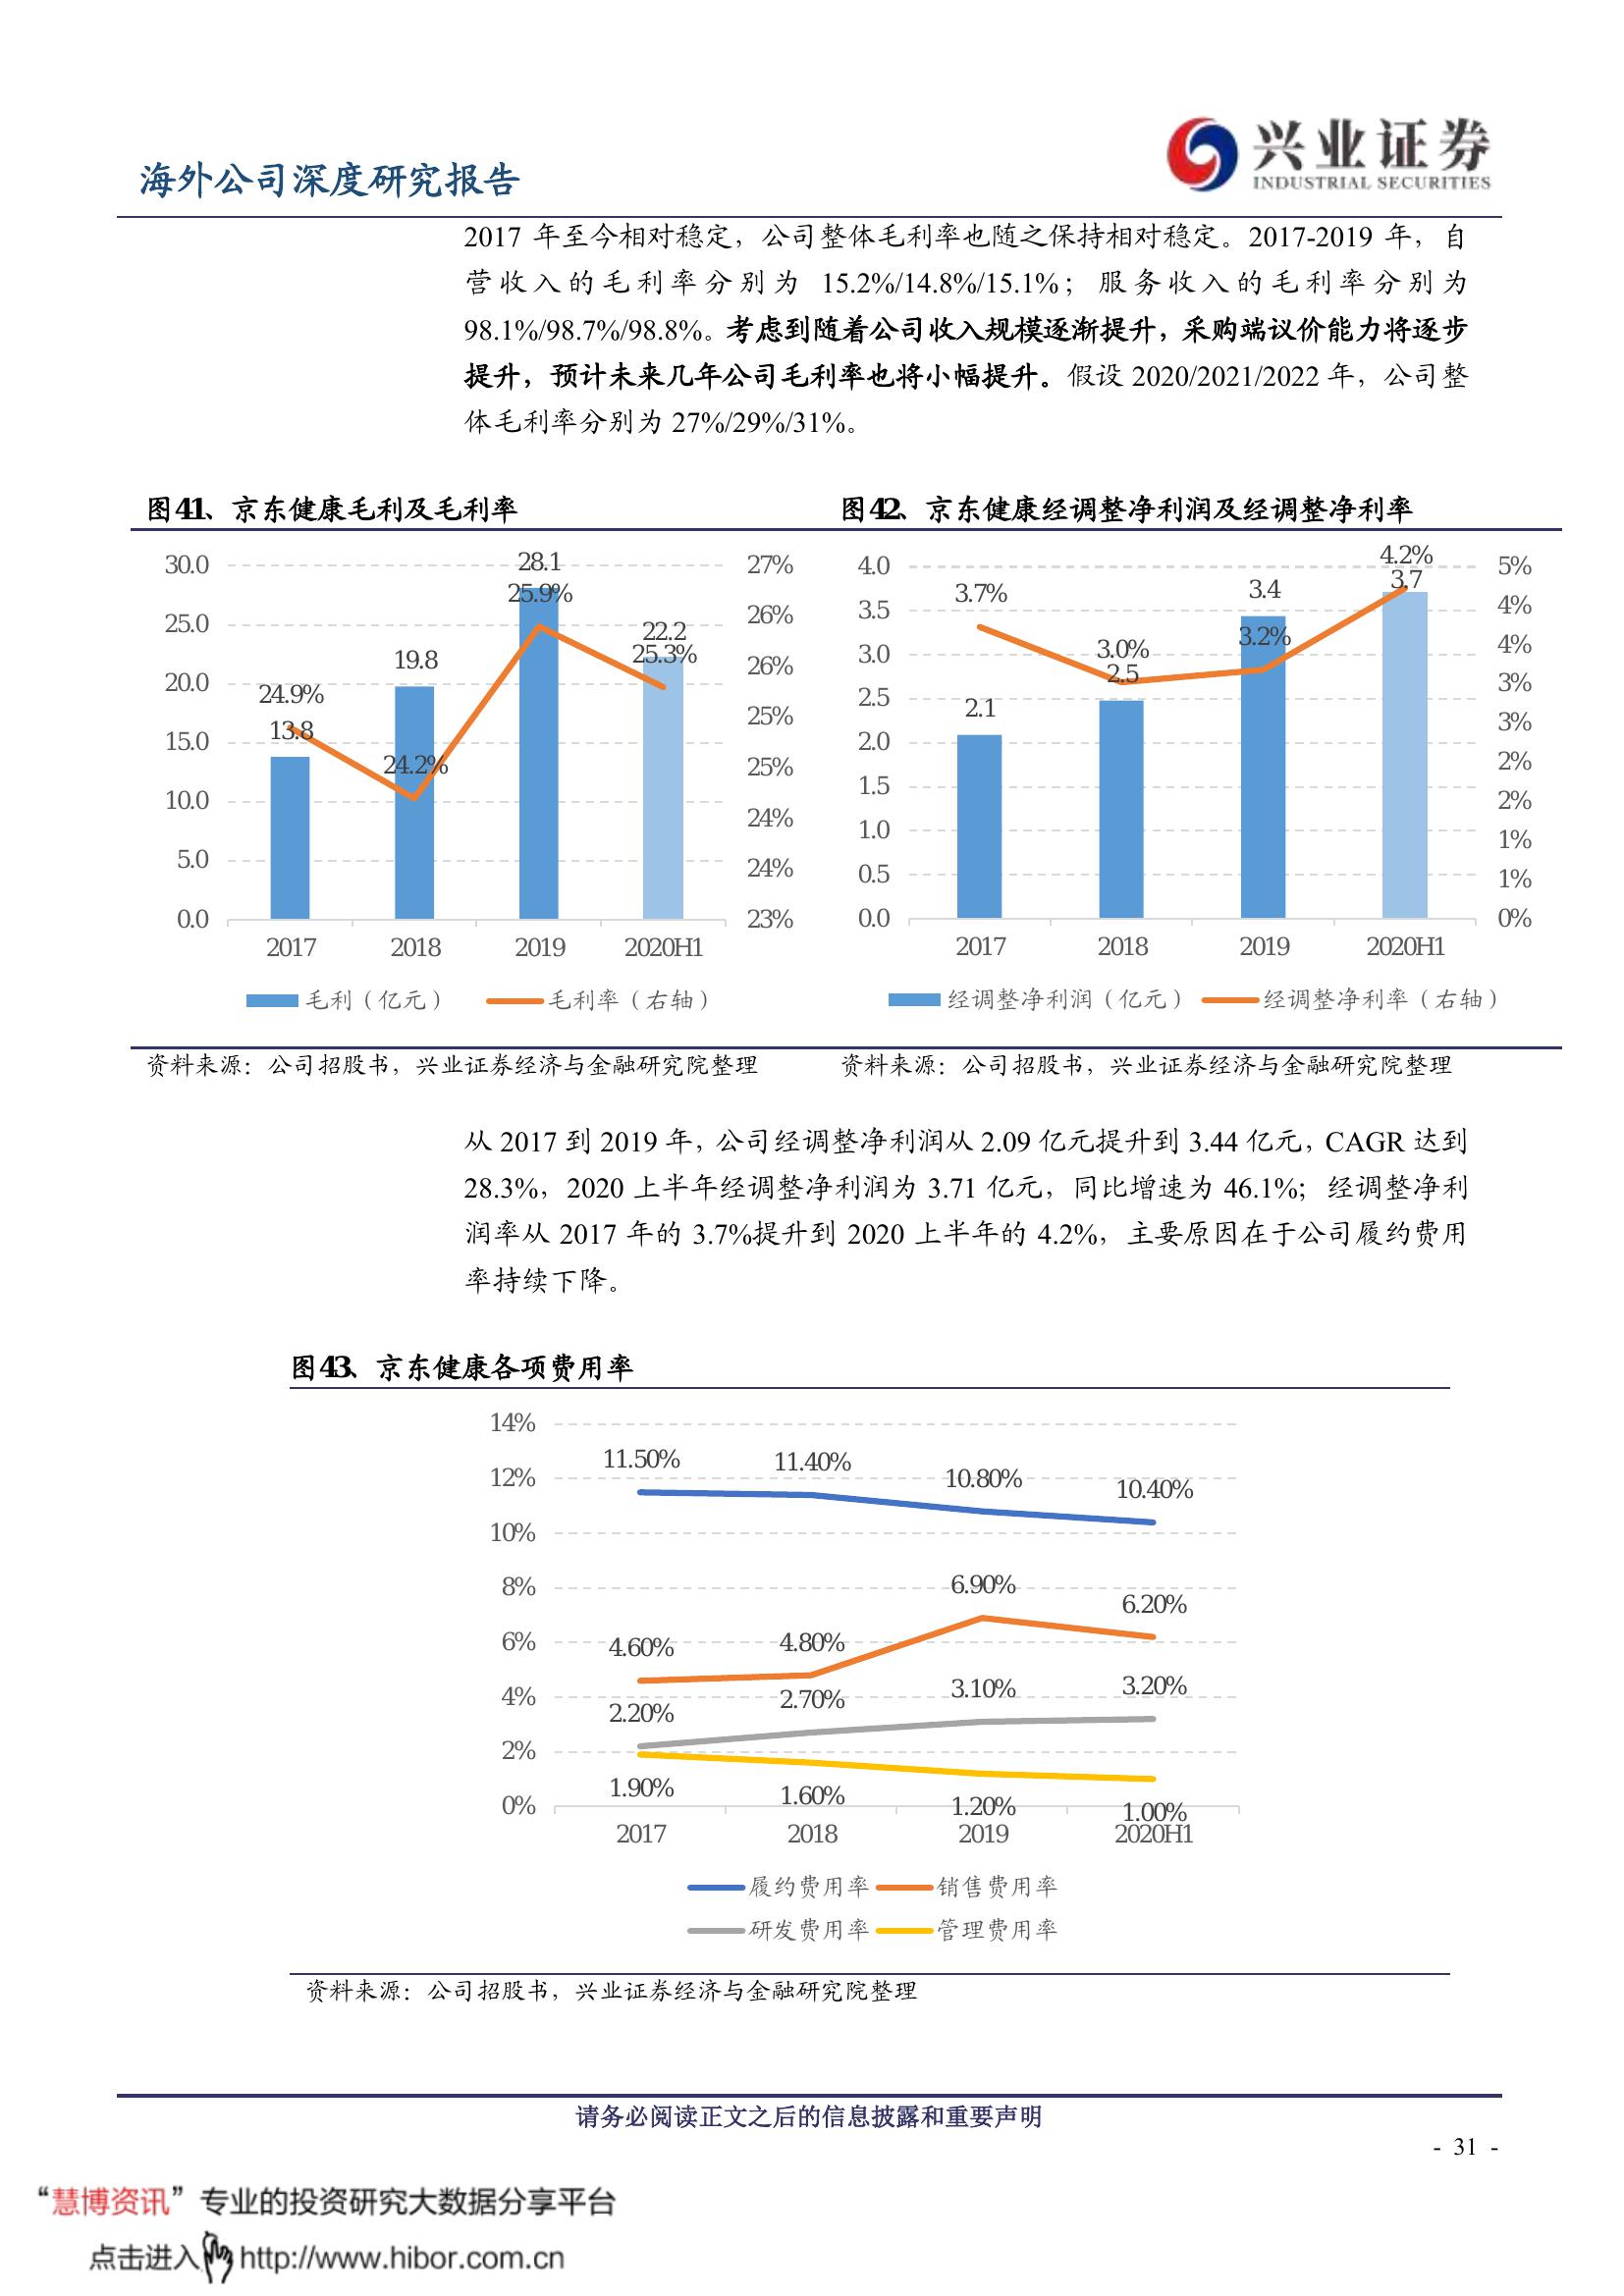 海外公司深度研究报告
兴业证券
INDUSTRIAL SECURITIES
2017 年至今相对稳定，公司整体毛利率也随之保持相对稳定。2017-2019 年，自
营收入的毛利率分别为 15.2%/14.8%/15.1%；服务收入的毛利率分别为
98.1%/98.7%/98.8%。考虑到随着公司收入规模逐渐提升，采购端议价能力将逐步
提升，预计未来几年公司毛利率也将小幅提升。假设 2020/2021/2022 年，公司整
体毛利率分别为 27%/29%/31%。
图 41、京东健康毛利及毛利率
30.0
25.0
20.0
15.0
10.0
5.0
0.0
24.9%
13.8
19.8
24.2%
28.1
25.9%
22.2
25.3%
27%
26%
26%
25%
25%
24%
24%
23%
2017 2018 2019 2020H1
毛利（亿元） 毛利率（右轴）
资料来源：公司招股书，兴业证券经济与金融研究院整理
图 42、京东健康经调整净利润及经调整净利率
4.0
3.5
3.0
2.5
2.0
1.5
1.0
0.5
0.0
3.7%
2.1
3.0%
2.5
3.4
3.2%
4.2%
3.7
5%
4%
4%
3%
3%
2%
2%
1%
1%
0%
2017 2018 2019 2020H1
经调整净利润（亿元） 经调整净利率（右轴）
资料来源：公司招股书，兴业证券经济与金融研究院整理
从 2017 到 2019 年，公司经调整净利润从 2.09 亿元提升到 3.44 亿元，CAGR 达到
28.3%，2020 上半年经调整净利润为 3.71 亿元，同比增速为 46.1%；经调整净利
润率从 2017 年的 3.7%提升到 2020 上半年的 4.2%，主要原因在于公司履约费用
率持续下降。
图 43、京东健康各项费用率
14%
12%
10%
8%
6%
4%
2%
0%
11.50% 11.40% 10.80% 10.40%
4.60% 4.80% 6.90% 6.20%
2.20% 2.70% 3.10% 3.20%
1.90% 1.60% 1.20% 1.00%
2017 2018 2019 2020H1
履约费用率 销售费用率
研发费用率 管理费用率
资料来源：公司招股书，兴业证券经济与金融研究院整理
请务必阅读正文之后的信息披露和重要声明
- 31 -
“慧博资讯”专业的投资研究大数据分享平台
点击进入 http://www.hibor.com.cn